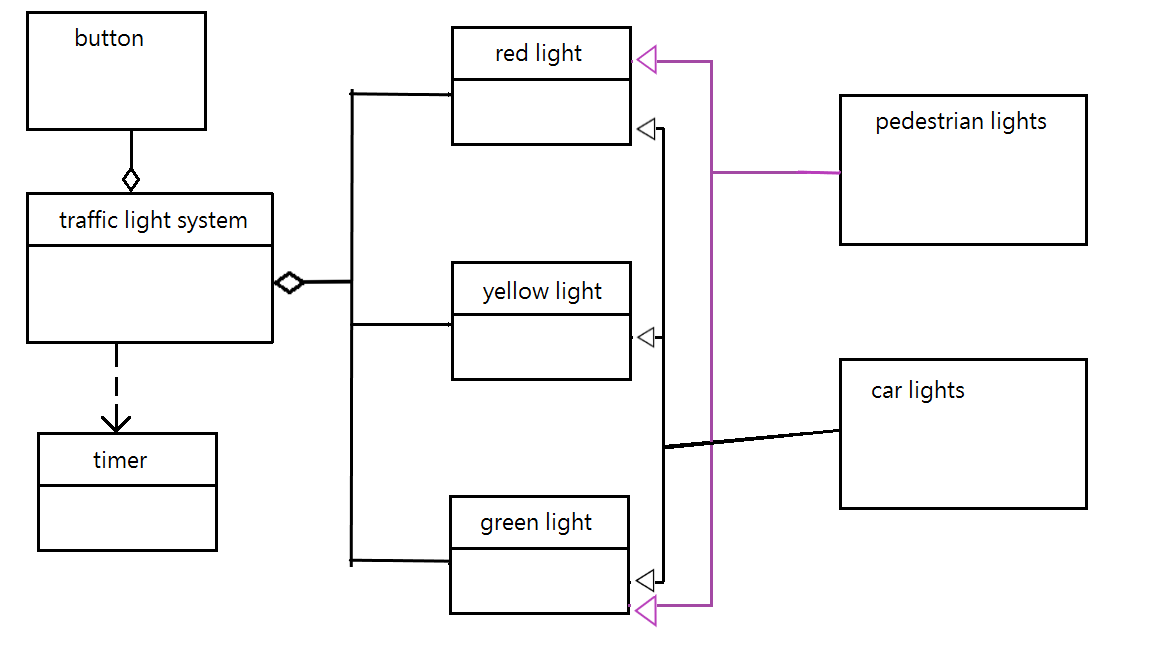 button
red light
pedestrian lights
traffic light system
yellow light
car lights
timer
green light